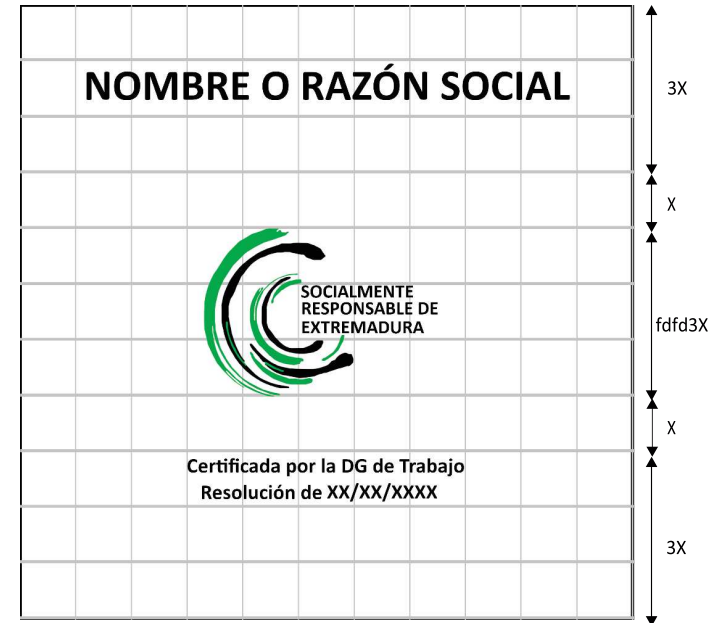 NOMBRE O RAZÓN SOCIAL
3X
X
SOCIALMENTE
RESPONSABLE DE
EXTREMADURA
fdfd3X
X
Certificada por la DG de Trabajo
Resolución de XX/XX/XXXX
3X